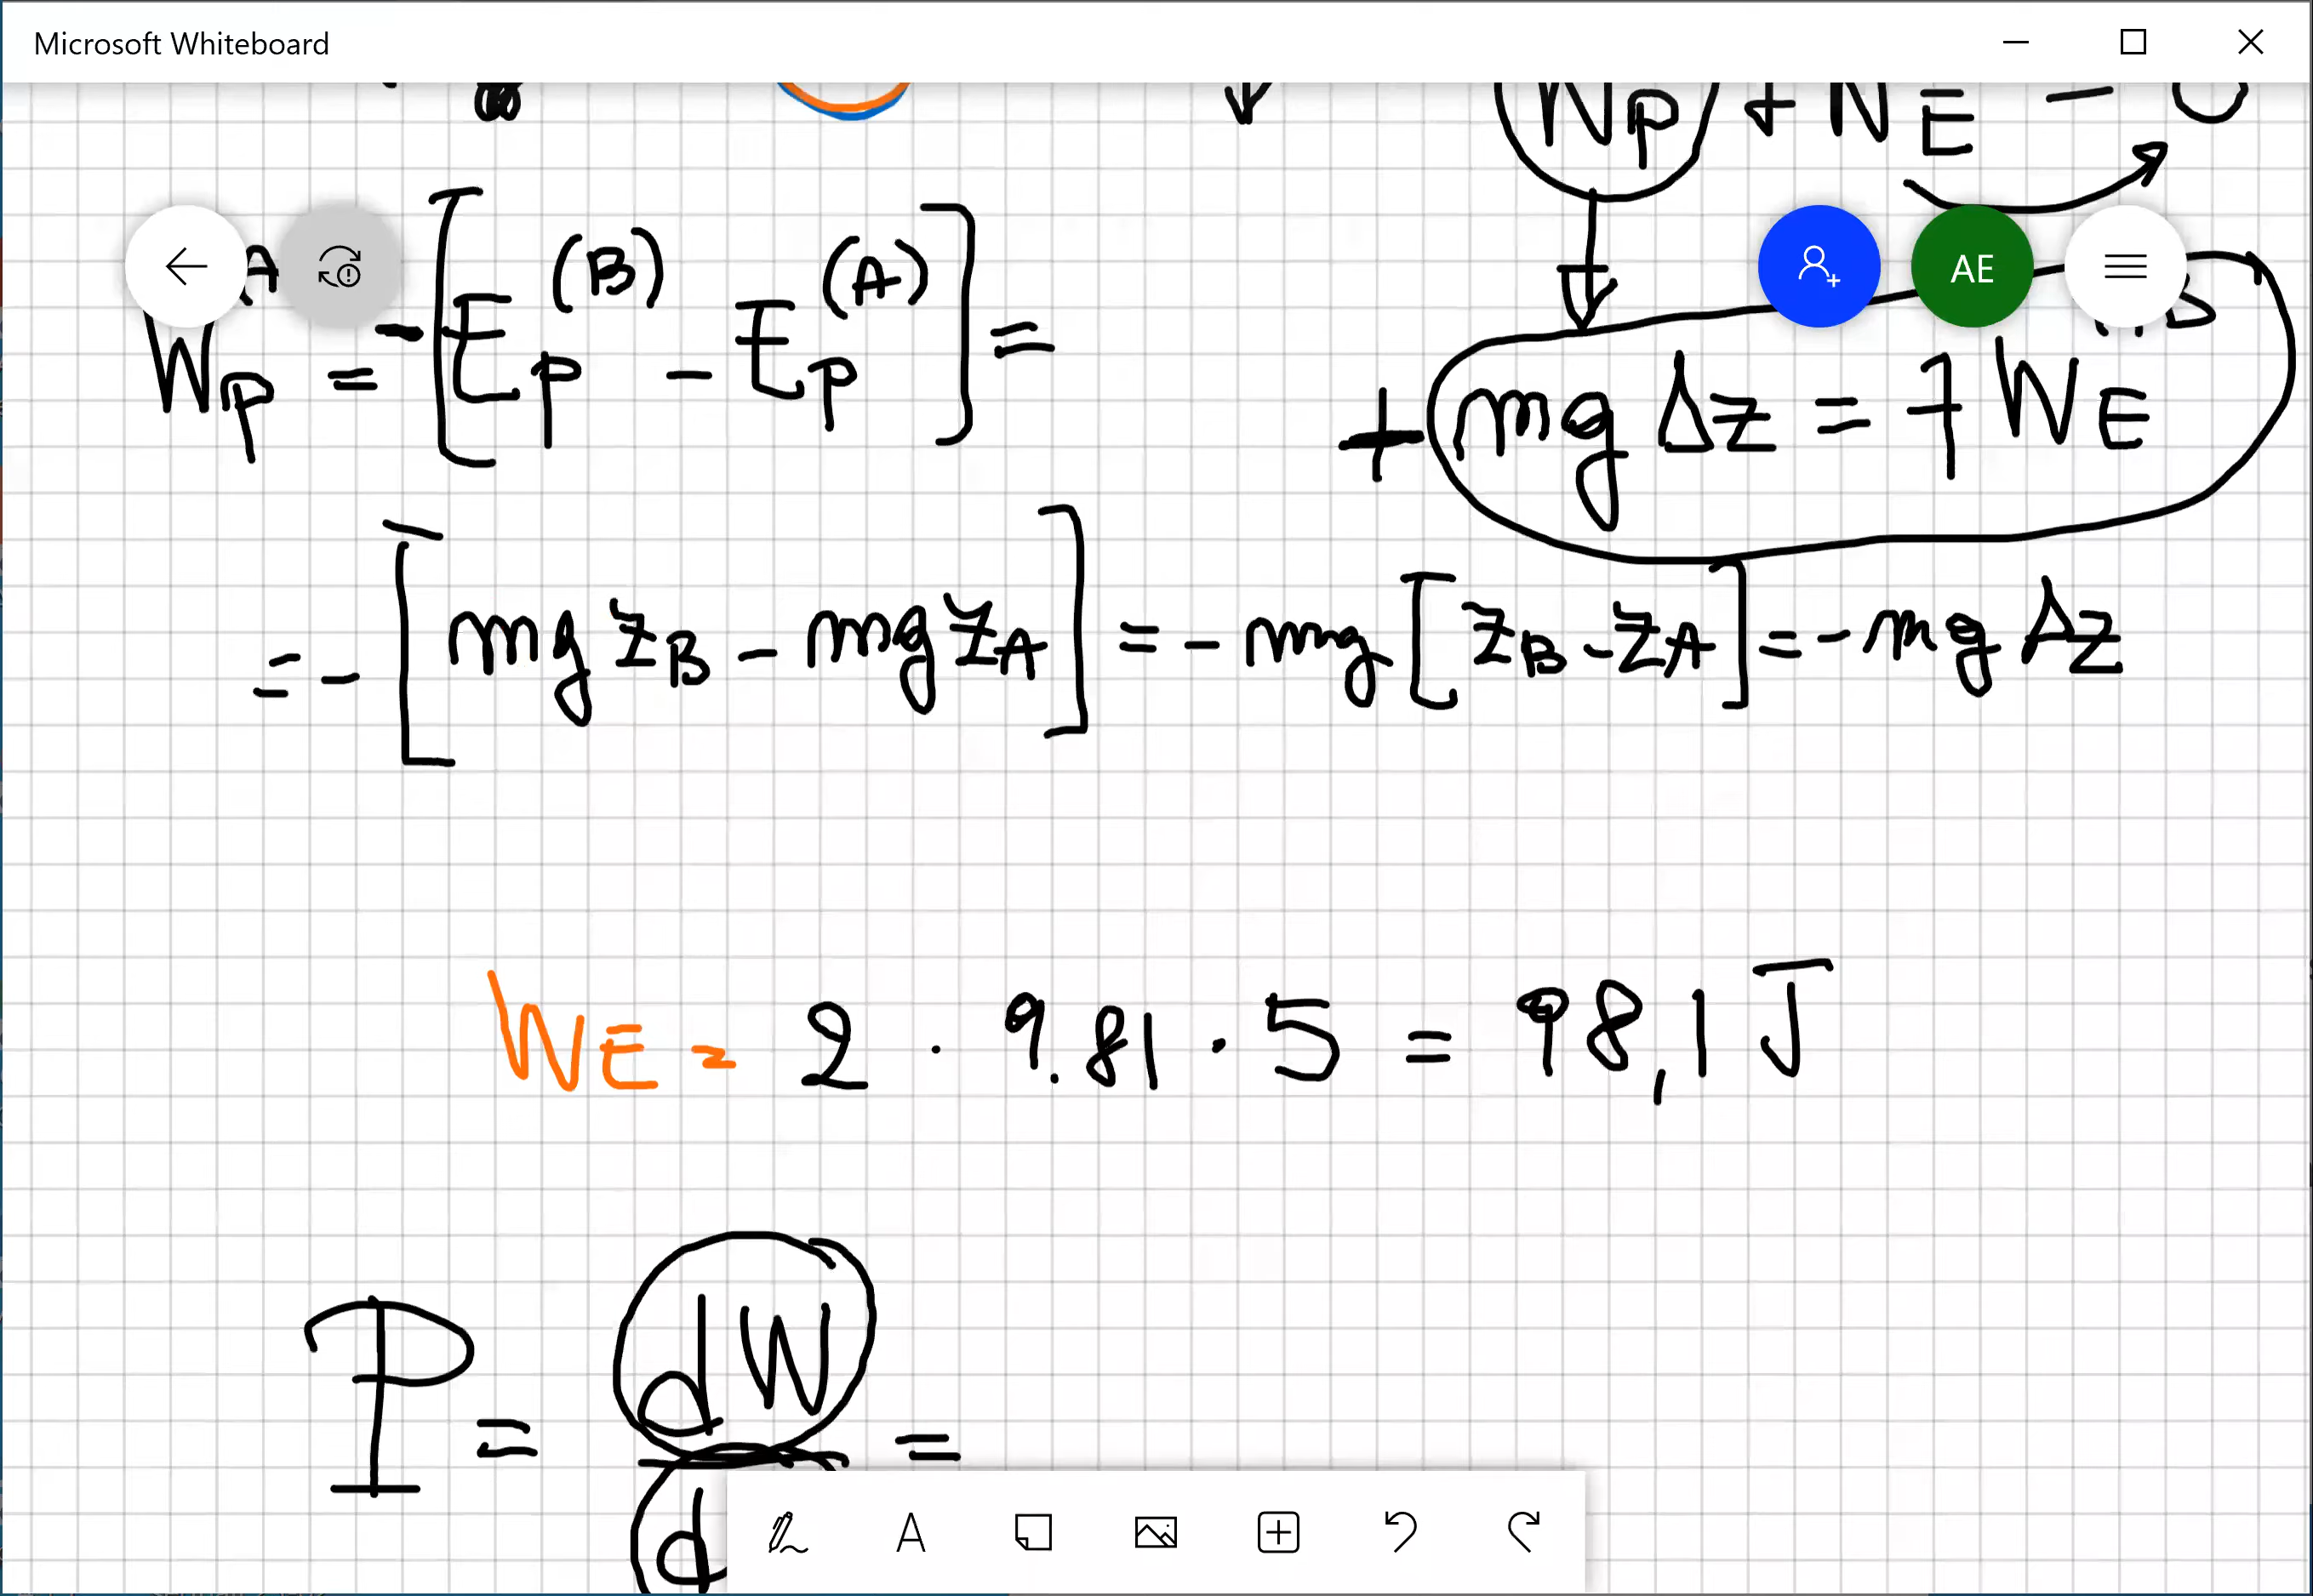 Microsoft Whiteboard
Wp + WE = 0
AE
Wp = -[Ep^(B) - Ep^(A)] =
+ mg Δz = + WE
= - [mg zB - mg zA] = - mg [zB - zA] = - mg Δz
WE = 2 · 9.81 · 5 = 98,1 J
P = dW =
d